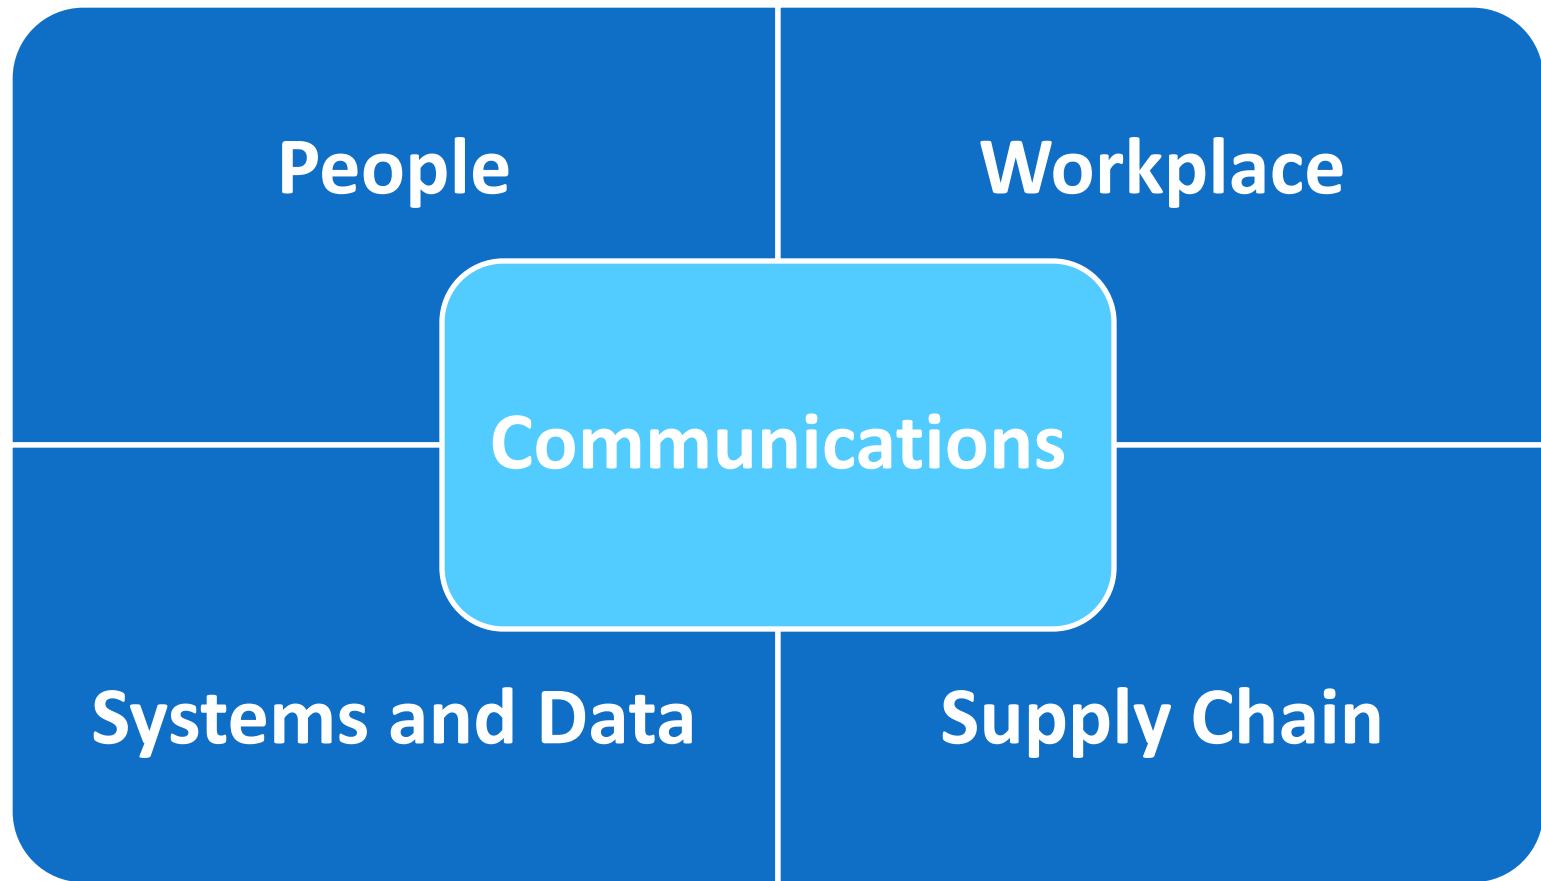 People
Workplace
Communications
Systems and Data
Supply Chain